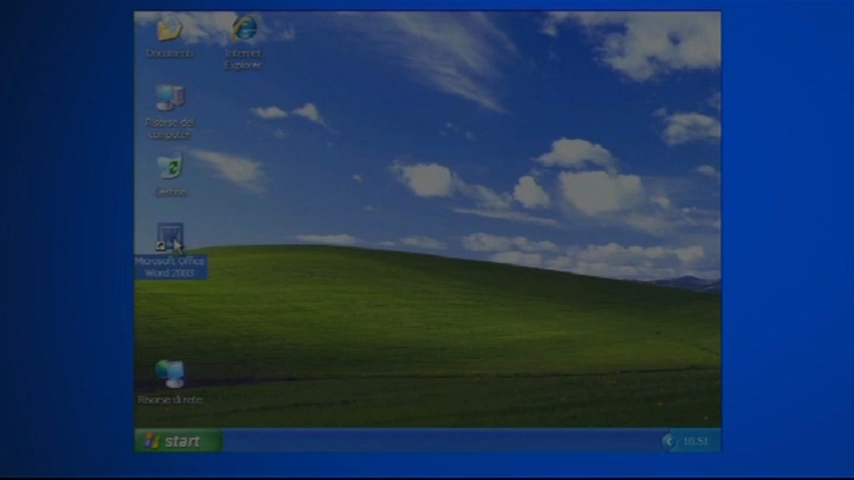 Documenti
Internet
Explorer
Risorse del
computer
Cestino
Microsoft Office
Word 2003
Risorse di rete
start
10.51